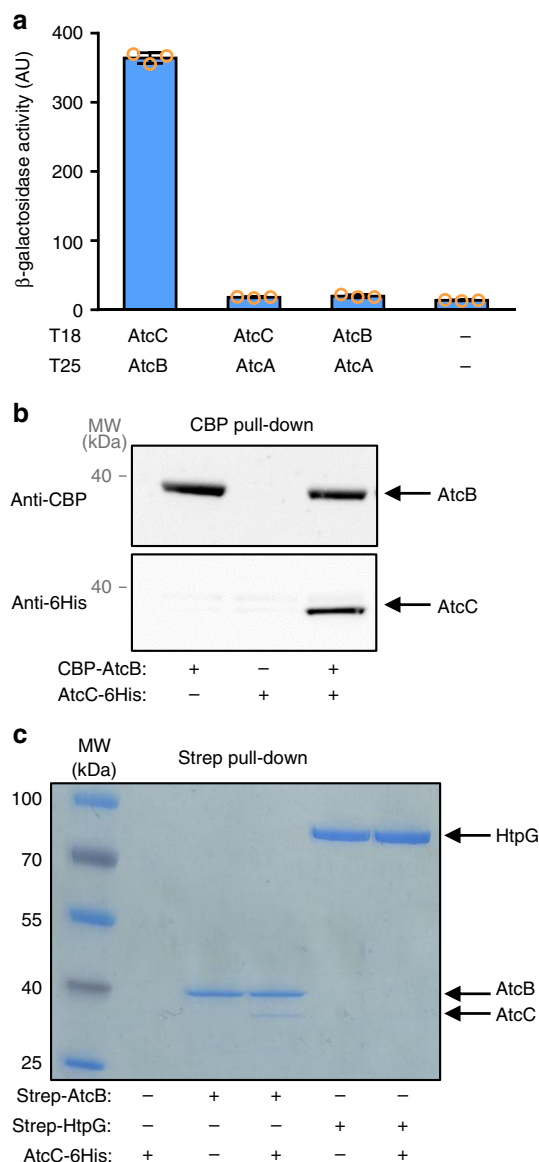 a
β-galactosidase activity (AU)
400
300
200
100
0
T18 AtcC AtcC AtcB –
T25 AtcB AtcA AtcA –
b
MW
(kDa)
CBP pull-down
40 –
Anti-CBP
AtcB
40 –
Anti-6His
AtcC
CBP-AtcB: + – +
AtcC-6His: – + +
c
MW
(kDa)
Strep pull-down
100
HtpG
70
55
40
AtcB
AtcC
25
Strep-AtcB: – + + – –
Strep-HtpG: – – – + +
AtcC-6His: + – + – +